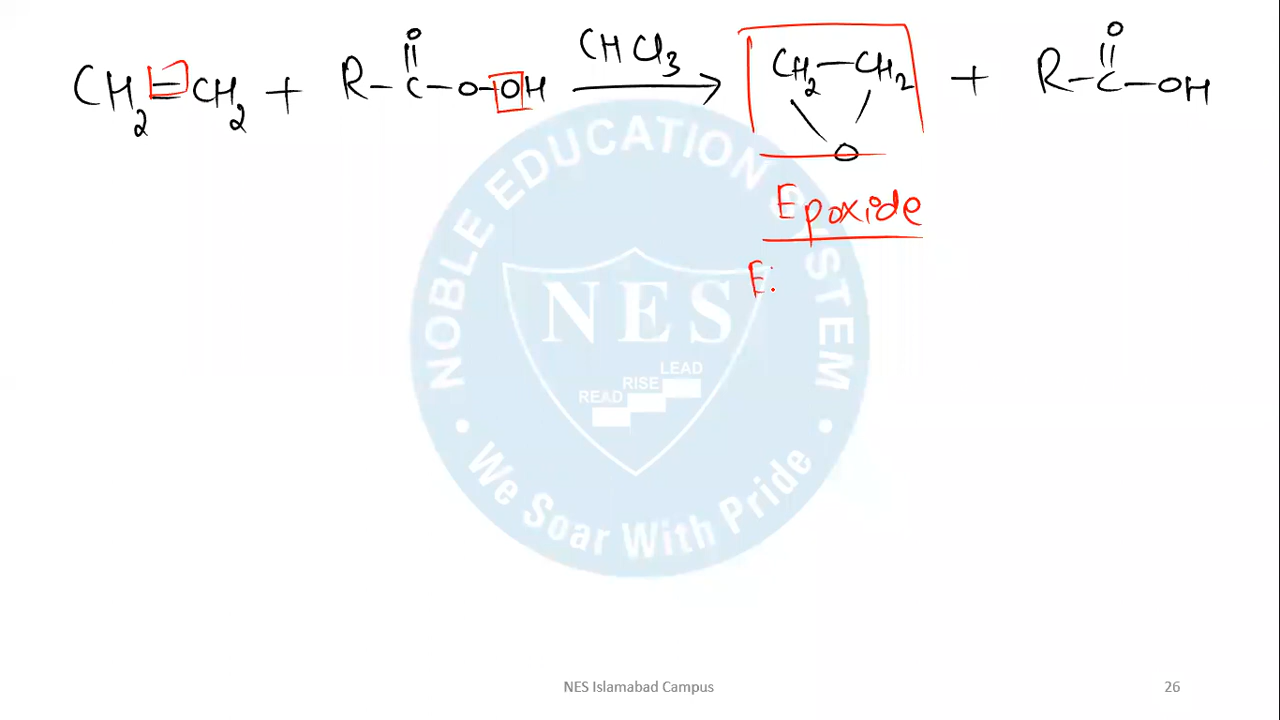 CH₂=CH₂ + R-C-O-OH CHCl₃ → CH₂-CH₂ + R-C-OH
O O O
Epoxide
E:
NOBLE EDUCATION SYSTEM
NES
LEAD
RISE
READ
We Soar With Pride
NES Islamabad Campus
26